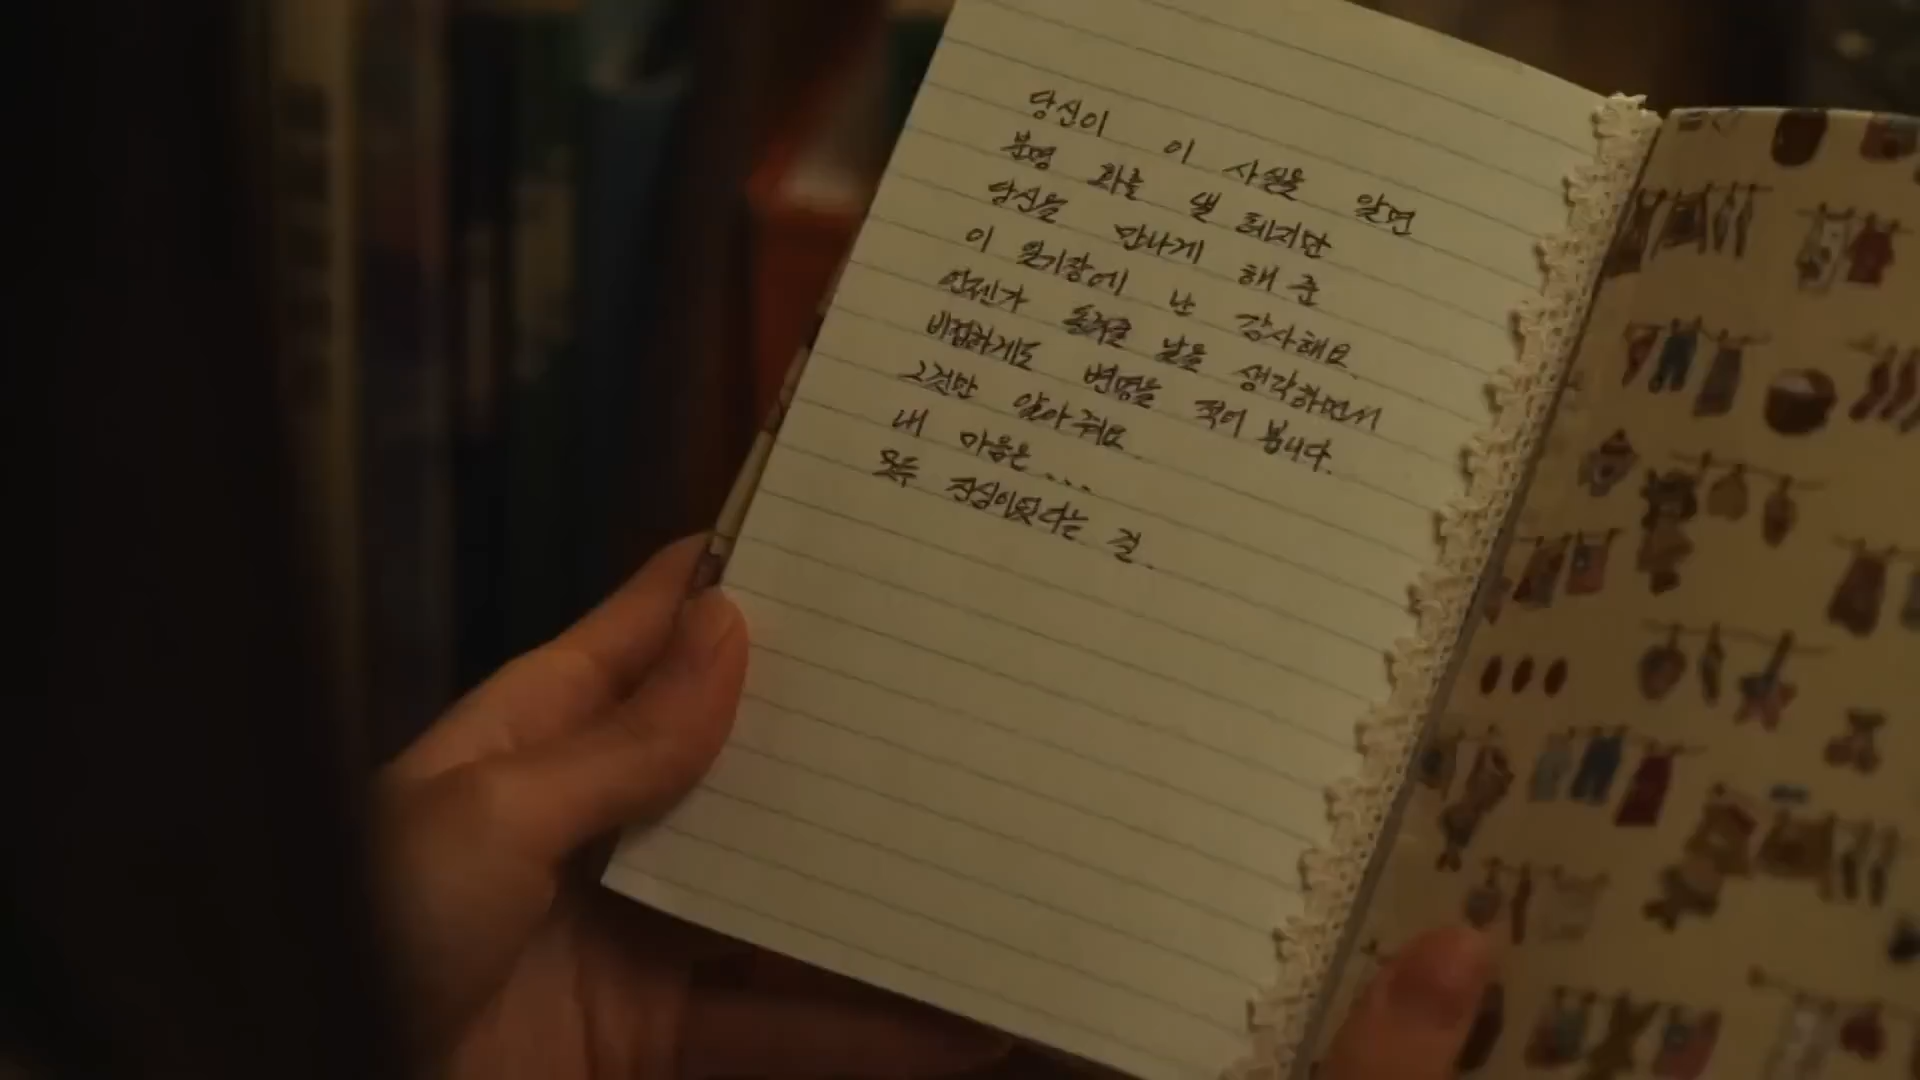 당신이 이 사실을 알면
분명 화를 낼 테지만
당신을 만나게 해 준
이 일기장에 난 감사해요.
언젠가 돌려줄 날을 생각하면서
비겁하게도 변명을 적어 봅니다.
그것만 알아줘요.
내 마음은...
모두 진심이었다는 걸.